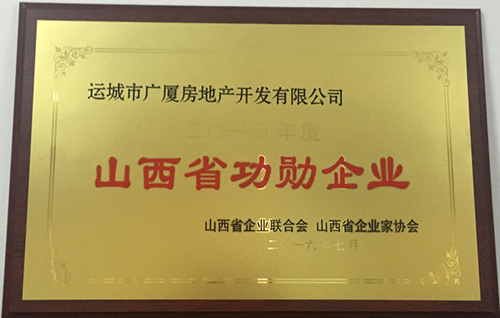 运城市广厦房地产开发有限公司
二〇一五年度
山西省功勋企业
山西省企业联合会 山西省企业家协会
二〇一六年七月